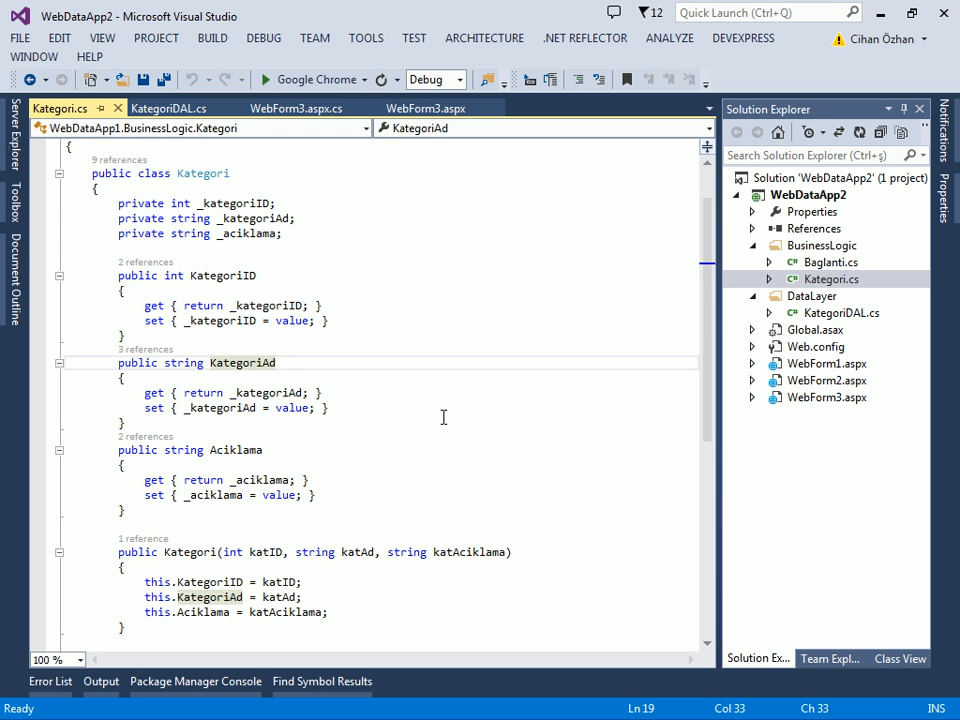 WebDataApp2 - Microsoft Visual Studio
12
Quick Launch (Ctrl+Q)
FILE EDIT VIEW PROJECT BUILD DEBUG TEAM TOOLS TEST ARCHITECTURE .NET REFLECTOR ANALYZE DEVEXPRESS
Cihan Özhan
WINDOW HELP
Google Chrome
Debug
Server Explorer
Toolbox
Document Outline
Kategori.cs KategoriDAL.cs WebForm3.aspx.cs WebForm3.aspx
WebDataApp1.BusinessLogic.Kategori
KategoriAd
{
9 references
public class Kategori
{
private int _kategoriID;
private string _kategoriAd;
private string _aciklama;
2 references
public int KategoriID
{
get { return _kategoriID; }
set { _kategoriID = value; }
}
3 references
public string KategoriAd
{
get { return _kategoriAd; }
set { _kategoriAd = value; }
}
2 references
public string Aciklama
{
get { return _aciklama; }
set { _aciklama = value; }
}
1 reference
public Kategori(int katID, string katAd, string katAciklama)
{
this.KategoriID = katID;
this.KategoriAd = katAd;
this.Aciklama = katAciklama;
}
100 %
Solution Explorer
Search Solution Explorer (Ctrl+ş)
Solution 'WebDataApp2' (1 project)
WebDataApp2
Properties
References
BusinessLogic
C# Baglanti.cs
C# Kategori.cs
DataLayer
C# KategoriDAL.cs
Global.asax
Web.config
WebForm1.aspx
WebForm2.aspx
WebForm3.aspx
Solution Ex... Team Expl... Class View
Notifications
Properties
Error List Output Package Manager Console Find Symbol Results
Ready
Ln 19 Col 33 Ch 33 INS